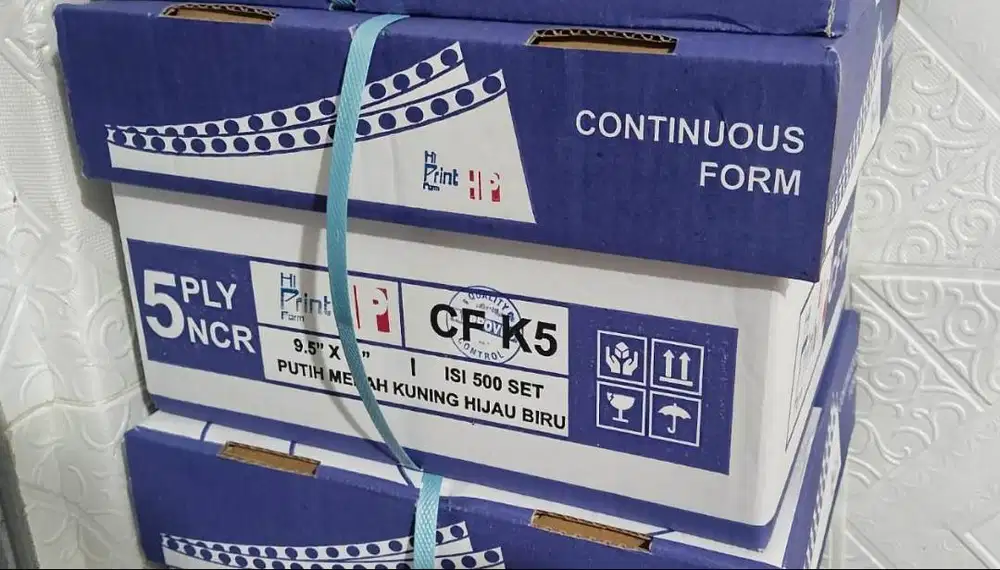 CONTINUOUS
FORM
Hi
Print
Form
HP
5 PLY
NCR
Hi
Print
Form
CF K5
QUALITY
CONTROL
9.5” X
I ISI 500 SET
PUTIH KUNING HIJAU BIRU